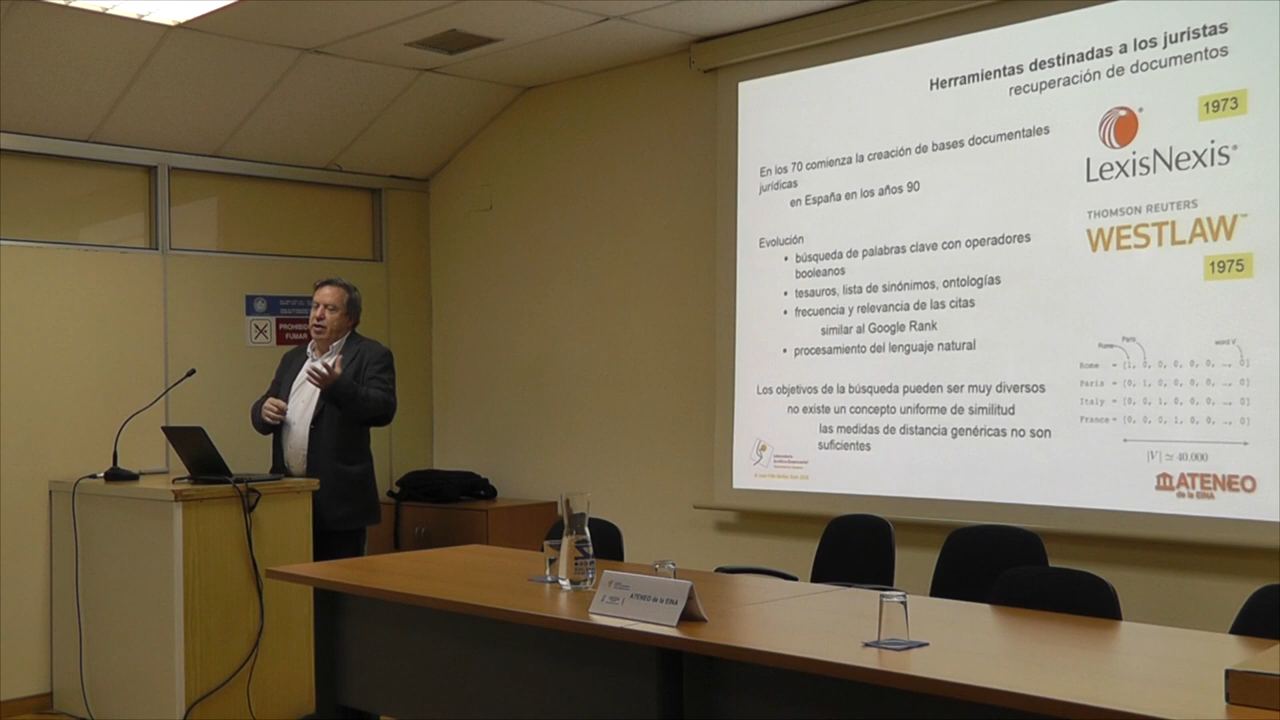 Herramientas destinadas a los juristas
recuperación de documentos
1973
LexisNexis
En los 70 comienza la creación de bases documentales
jurídicas
en España en los años 90
THOMSON REUTERS
WESTLAW™
1975
Evolución
• búsqueda de palabras clave con operadores
booleanos
• tesauros, lista de sinónimos, ontologías
• frecuencia y relevancia de las citas
similar al Google Rank
• procesamiento del lenguaje natural
Los objetivos de la búsqueda pueden ser muy diversos
no existe un concepto uniforme de similitud
las medidas de distancia genéricas no son
suficientes
Rome Paris word V
Rome = [1, 0, 0, 0, 0, 0, …, 0]
Paris = [0, 1, 0, 0, 0, 0, …, 0]
Italy = [0, 0, 1, 0, 0, 0, …, 0]
France = [0, 0, 0, 1, 0, 0, …, 0]
|V| ≃ 40.000
ATENEO
de la EINA
PROHIBID
FUMAR
ATENEO de la EINA